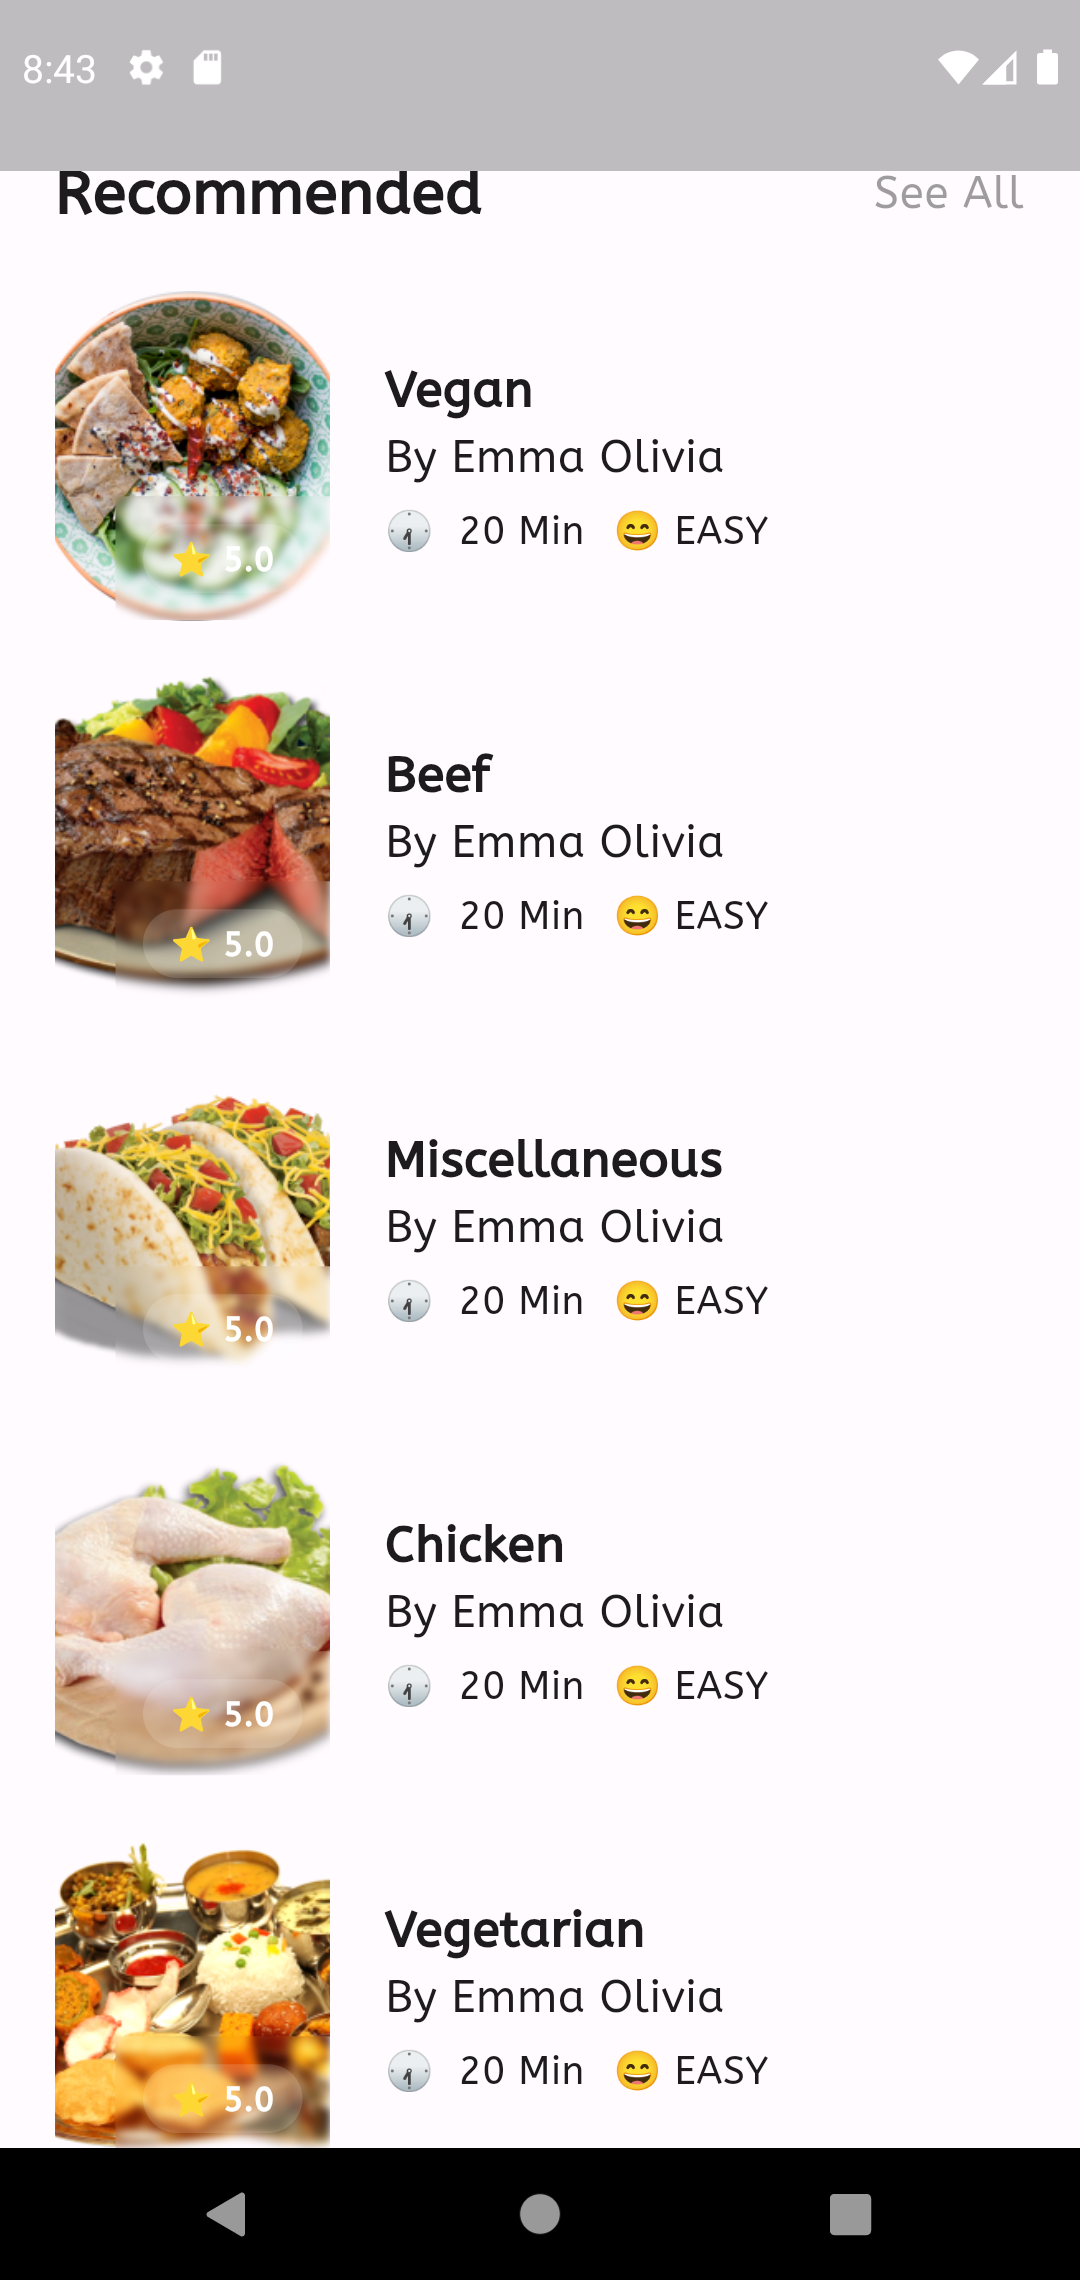 8:43
Recommended See All
Vegan
By Emma Olivia
20 Min 😄 EASY
⭐ 5.0
Beef
By Emma Olivia
20 Min 😄 EASY
⭐ 5.0
Miscellaneous
By Emma Olivia
20 Min 😄 EASY
⭐ 5.0
Chicken
By Emma Olivia
20 Min 😄 EASY
⭐ 5.0
Vegetarian
By Emma Olivia
20 Min 😄 EASY
⭐ 5.0